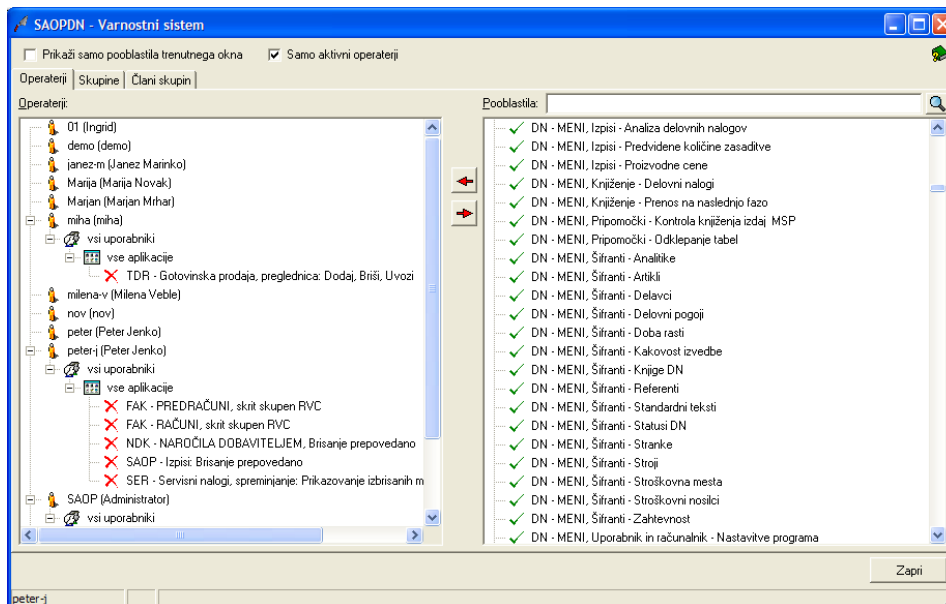 SAOPDN - Varnostni sistem
Prikaži samo pooblastila trenutnega okna
Samo aktivni operaterji
Operaterji
Skupine
Člani skupin
Operaterji:
01 (Ingrid)
demo (demo)
janez-m (Janez Marinko)
Marija (Marija Novak)
Marjan (Marjan Mrhar)
miha (miha)
vsi uporabniki
vse aplikacije
TDR - Gotovinska prodaja, preglednica: Dodaj, Briši, Uvozi
milena-v (Milena Veble)
nov (nov)
peter (Peter Jenko)
peter-j (Peter Jenko)
vsi uporabniki
vse aplikacije
FAK - PREDRAČUNI, skrit skupen RVC
FAK - RAČUNI, skrit skupen RVC
NDK - NAROČILA DOBAVITELJEM, Brisanje prepovedano
SAOP - Izpisi: Brisanje prepovedano
SER - Servisni nalogi, spreminjanje: Prikazovanje izbrisanih m
SAOP (Administrator)
vsi uporabniki
Pooblastila:
DN - MENI, Izpisi - Analiza delovnih nalogov
DN - MENI, Izpisi - Predvidene količine zasaditve
DN - MENI, Izpisi - Proizvodne cene
DN - MENI, Knjiženje - Delovni nalogi
DN - MENI, Knjiženje - Prenos na naslednjo fazo
DN - MENI, Pripomočki - Kontrola knjiženja izdaj MSP
DN - MENI, Pripomočki - Odklepanje tabel
DN - MENI, Šifranti - Analitike
DN - MENI, Šifranti - Artikli
DN - MENI, Šifranti - Delavci
DN - MENI, Šifranti - Delovni pogoji
DN - MENI, Šifranti - Doba rasti
DN - MENI, Šifranti - Kakovost izvedbe
DN - MENI, Šifranti - Knjige DN
DN - MENI, Šifranti - Referenti
DN - MENI, Šifranti - Standardni teksti
DN - MENI, Šifranti - Statusi DN
DN - MENI, Šifranti - Stranke
DN - MENI, Šifranti - Stroji
DN - MENI, Šifranti - Stroškovna mesta
DN - MENI, Šifranti - Stroškovni nosilci
DN - MENI, Šifranti - Zahtevnost
DN - MENI, Uporabnik in računalnik - Nastavitve programa
Zapri
peter-j